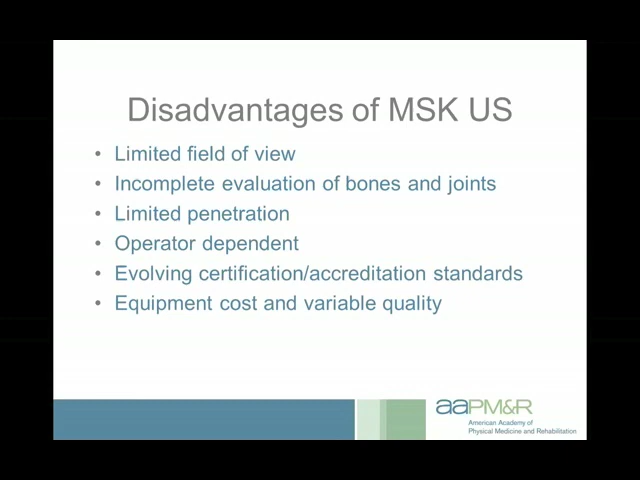 Disadvantages of MSK US
• Limited field of view
• Incomplete evaluation of bones and joints
• Limited penetration
• Operator dependent
• Evolving certification/accreditation standards
• Equipment cost and variable quality
aaPM&R
American Academy of
Physical Medicine and Rehabilitation